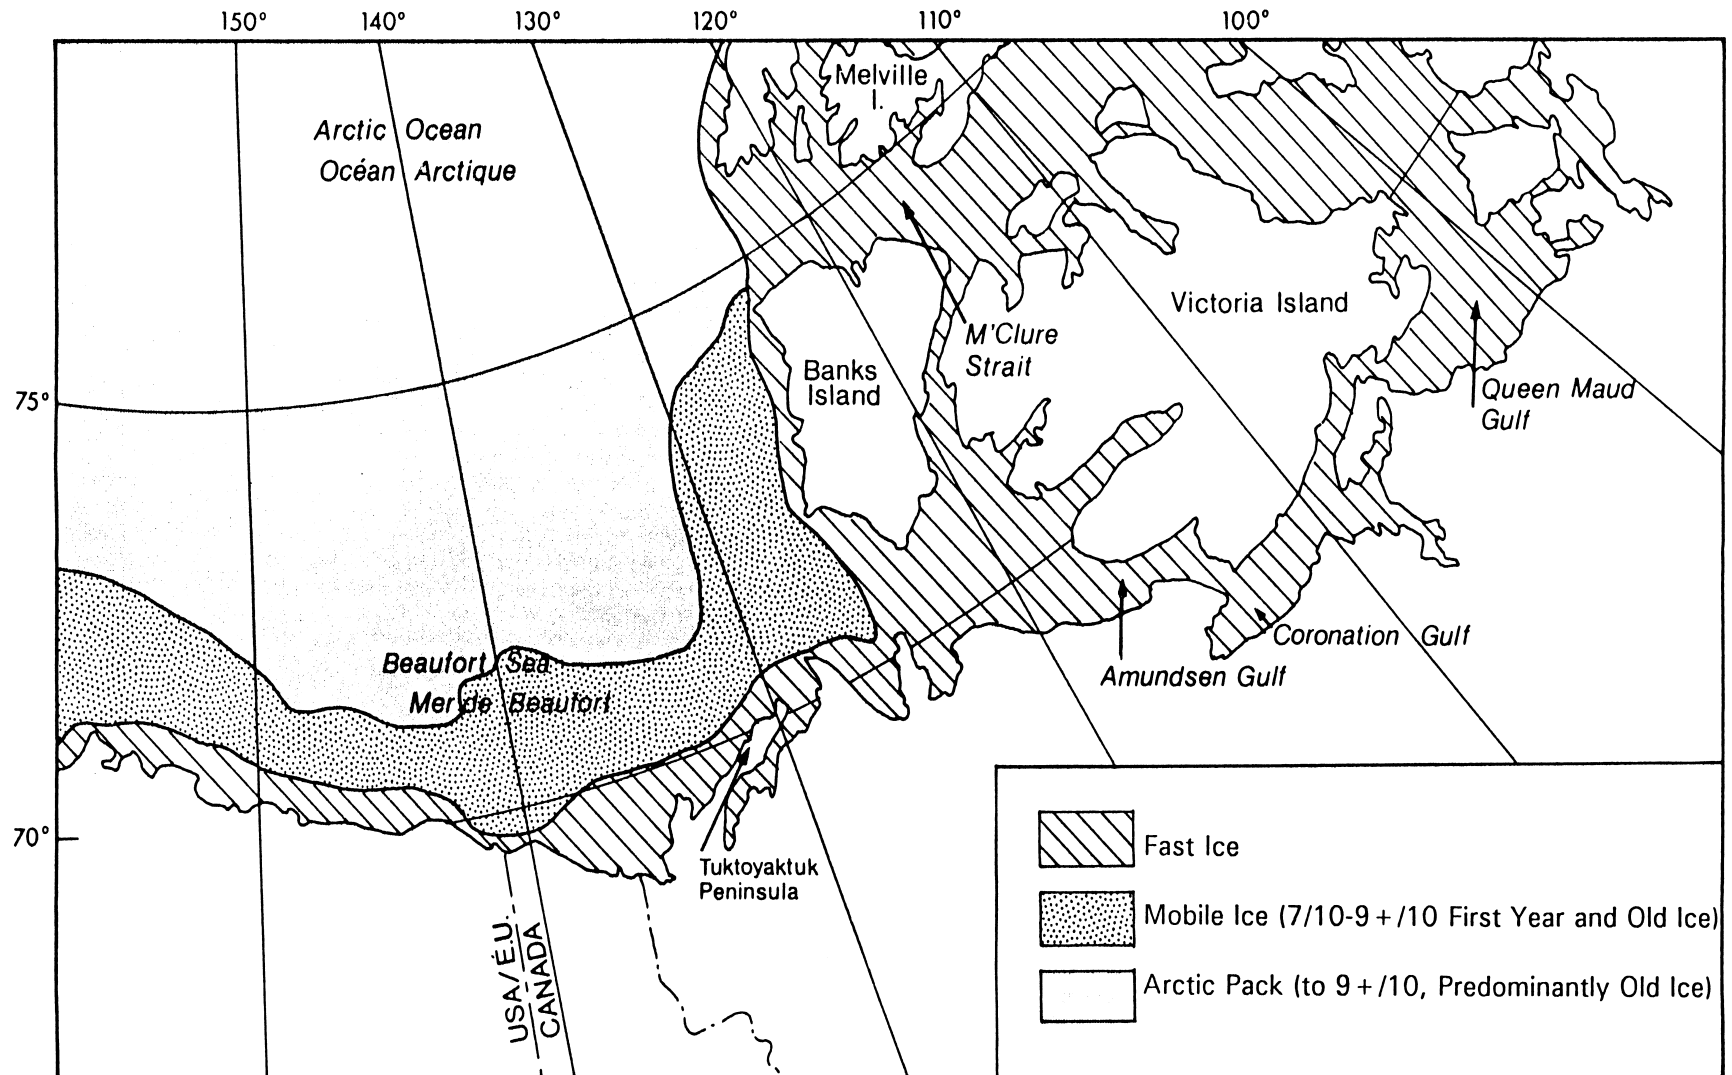 150° 140° 130° 120° 110° 100°
Melville
I.
Arctic Ocean
Océan Arctique
Victoria Island
M'Clure
Strait
Banks
Island
75°
Queen Maud
Gulf
Coronation Gulf
Beaufort Sea
Mer de Beaufort
Amundsen Gulf
70°
Tuktoyaktuk
Peninsula
USA/É.U.
CANADA
Fast Ice
Mobile Ice (7/10-9+/10 First Year and Old Ice)
Arctic Pack (to 9+/10, Predominantly Old Ice)